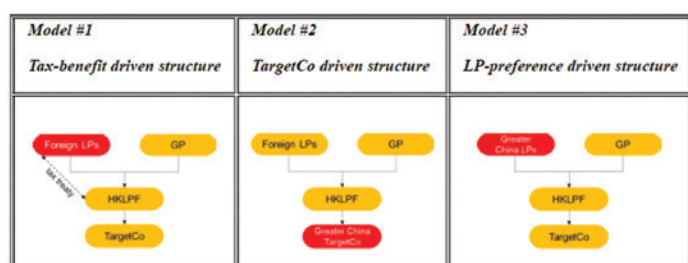 Model #1
Tax-benefit driven structure
Model #2
TargetCo driven structure
Model #3
LP-preference driven structure
Foreign LPs
GP
tax treaty
HKLPF
TargetCo
Foreign LPs
GP
HKLPF
Greater China
TargetCo
Greater
China LPs
GP
HKLPF
TargetCo